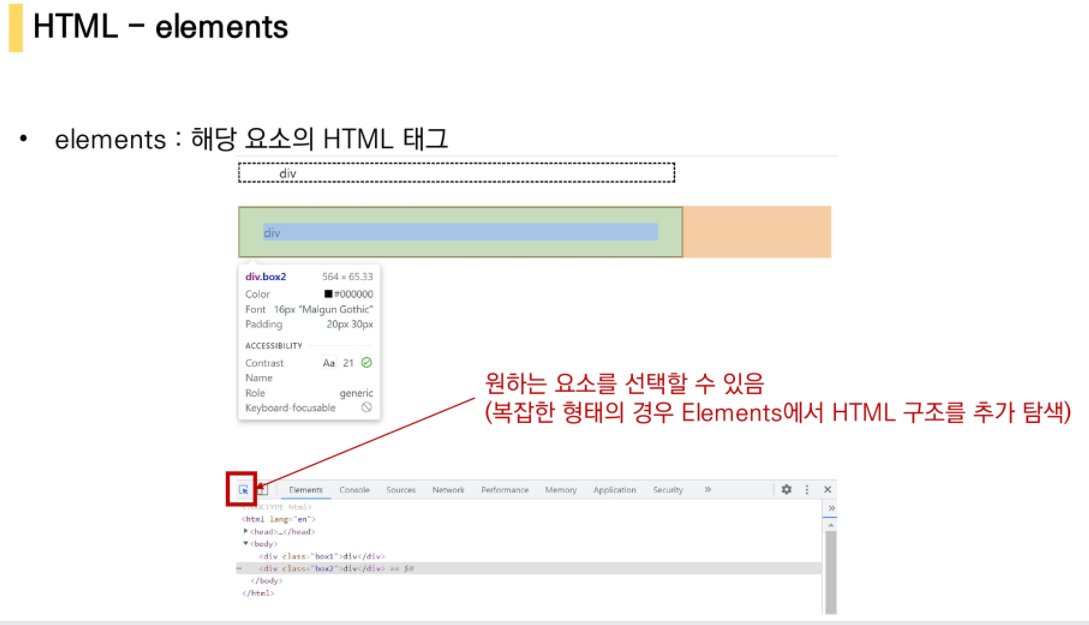 HTML - elements
• elements : 해당 요소의 HTML 태그
div
div
div.box2 564 × 65.33
Color #000000
Font 16px "Malgun Gothic"
Padding 20px 30px
ACCESSIBILITY
Contrast Aa 21
Name
Role generic
Keyboard-focusable
원하는 요소를 선택할 수 있음
(복잡한 형태의 경우 Elements에서 HTML 구조를 추가 탐색)
Elements Console Sources Network Performance Memory Application Security »
<!DOCTYPE html>
<html lang="en">
▶<head>…</head>
▼<body>
<div class="box1">div</div>
<div class="box2">div</div> == $0
</body>
</html>